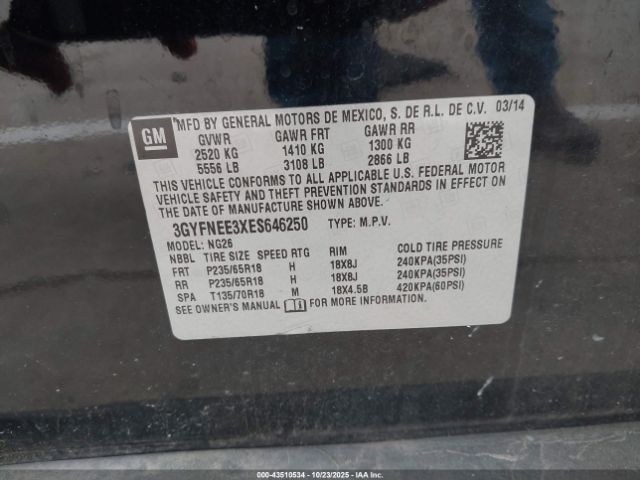 MFD BY GENERAL MOTORS DE MEXICO, S. DE R.L. DE C.V. 03/14
GM
GVWR GAWR FRT GAWR RR
2520 KG 1410 KG 1300 KG
5556 LB 3108 LB 2866 LB
THIS VEHICLE CONFORMS TO ALL APPLICABLE U.S. FEDERAL MOTOR
VEHICLE SAFETY AND THEFT PREVENTION STANDARDS IN EFFECT ON
THE DATE OF MANUFACTURE SHOWN ABOVE.
3GYFNEE3XES646250 TYPE: M.P.V.
MODEL: NG26
NBBL TIRE SIZE SPEED RTG RIM COLD TIRE PRESSURE
FRT P235/65R18 H 18X8J 240KPA(35PSI)
RR P235/65R18 H 18X8J 240KPA(35PSI)
SPA T135/70R18 M 18X4.5B 420KPA(60PSI)
SEE OWNER'S MANUAL FOR MORE INFORMATION
000-43510534 | 10/23/2025 | IAAI.COM